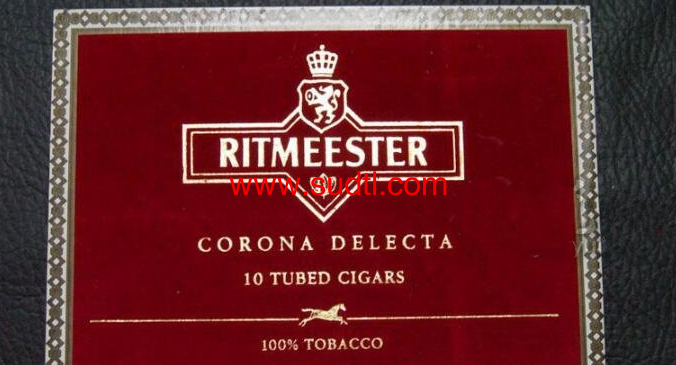 RITMEESTER
www.sudtl.com
CORONA DELECTA
10 TUBED CIGARS
100% TOBACCO